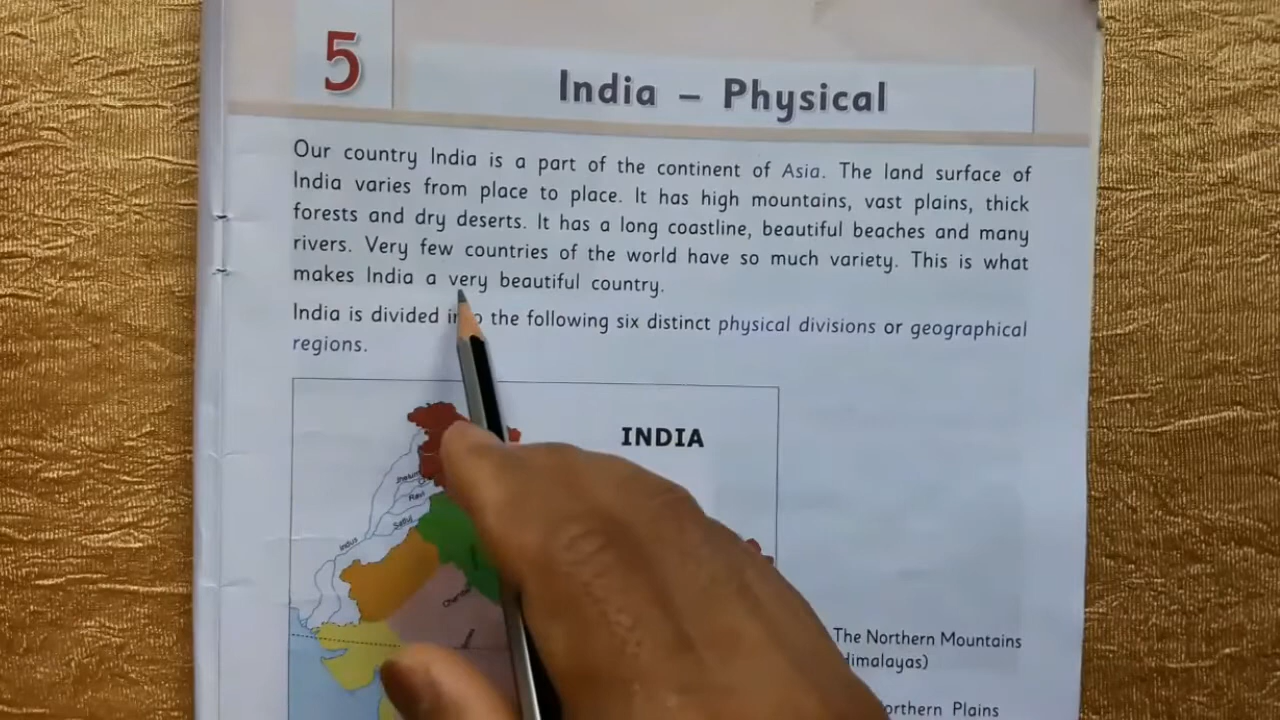 5
India – Physical
Our country India is a part of the continent of Asia. The land surface of
India varies from place to place. It has high mountains, vast plains, thick
forests and dry deserts. It has a long coastline, beautiful beaches and many
rivers. Very few countries of the world have so much variety. This is what
makes India a very beautiful country.
India is divided into the following six distinct physical divisions or geographical
regions.
INDIA
Jhelum
Ravi
Satluj
Indus
The Northern Mountains
Himalayas)
Northern Plains